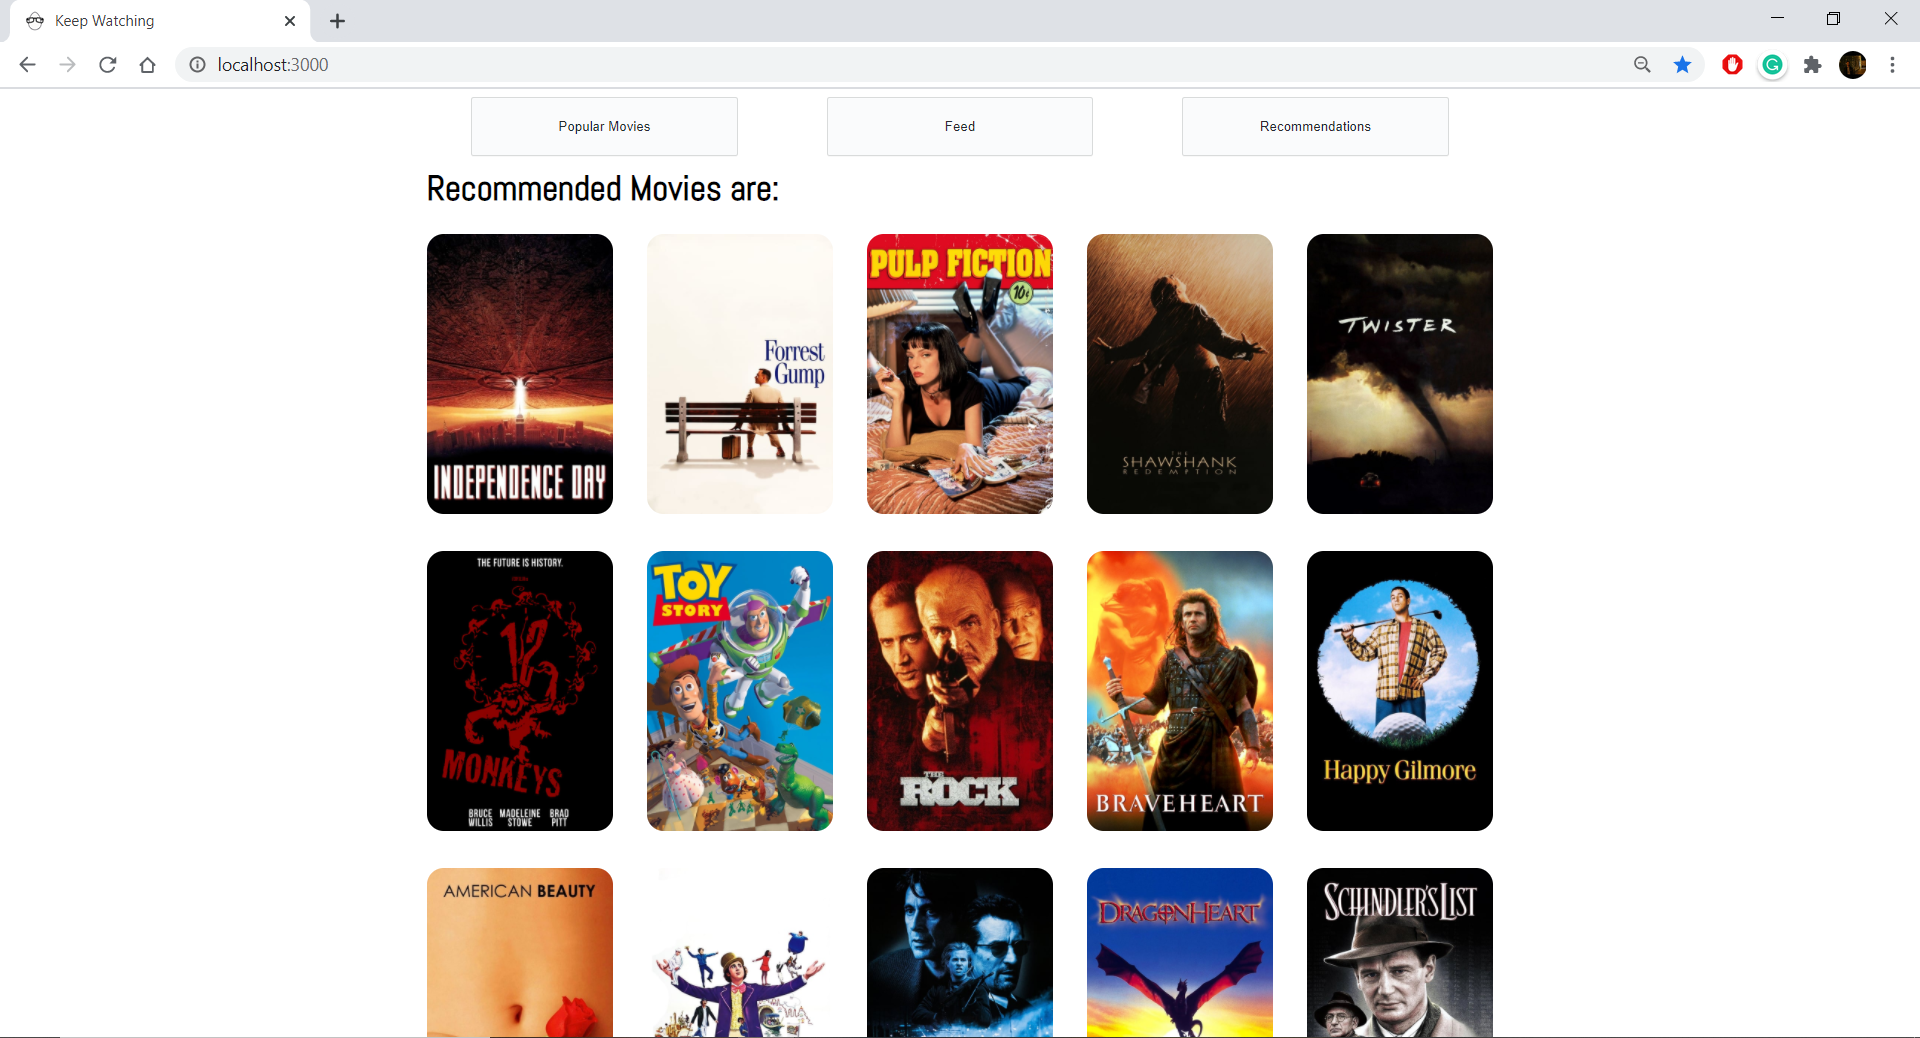 Keep Watching
localhost:3000
Popular Movies
Feed
Recommendations
Recommended Movies are:
INDEPENDENCE DAY
Forrest
Gump
PULP FICTION
10¢
THE
SHAWSHANK
REDEMPTION
TWISTER
THE FUTURE IS HISTORY.
12
MONKEYS
BRUCE WILLIS MADELEINE STOWE BRAD PITT
TOY
STORY
THE
ROCK
BRAVEHEART
Happy Gilmore
AMERICAN BEAUTY
DRAGONHEART
SCHINDLER'S LIST